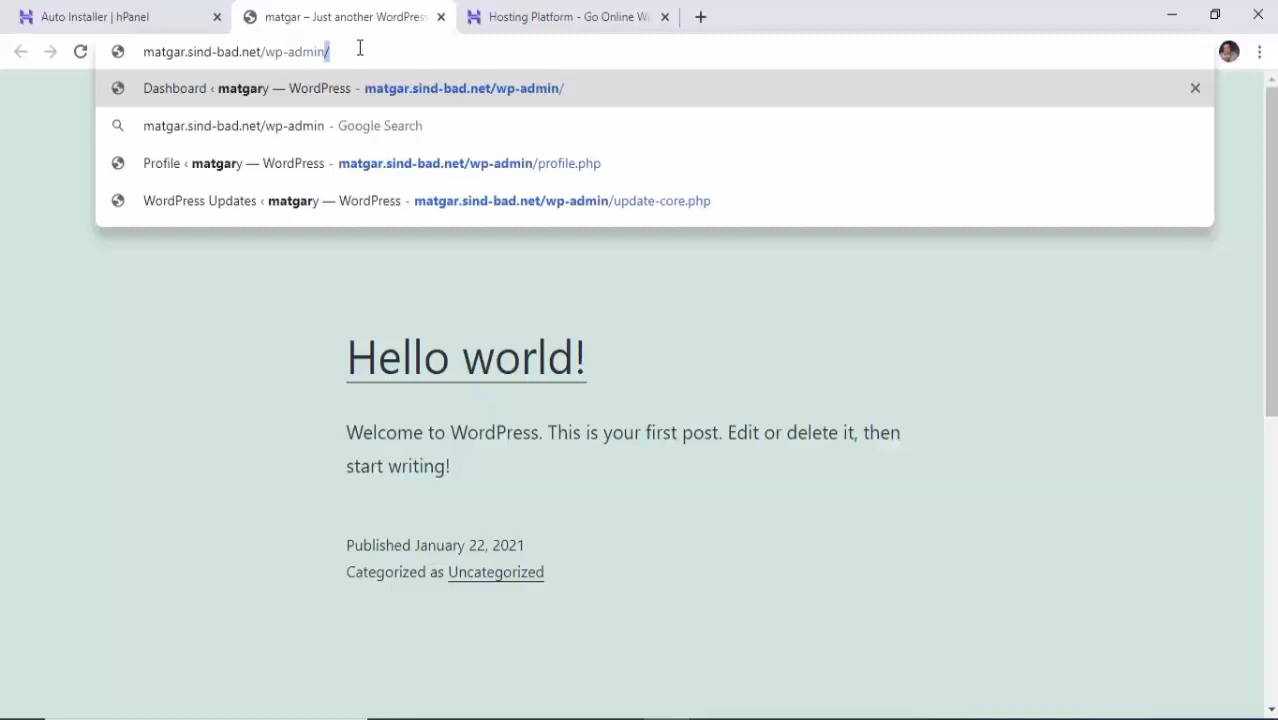 Auto Installer | hPanel
matgar – Just another WordPress
Hosting Platform - Go Online W
matgar.sind-bad.net/wp-admin/
Dashboard ‹ matgary — WordPress - matgar.sind-bad.net/wp-admin/
matgar.sind-bad.net/wp-admin - Google Search
Profile ‹ matgary — WordPress - matgar.sind-bad.net/wp-admin/profile.php
WordPress Updates ‹ matgary — WordPress - matgar.sind-bad.net/wp-admin/update-core.php
Hello world!
Welcome to WordPress. This is your first post. Edit or delete it, then
start writing!
Published January 22, 2021
Categorized as Uncategorized